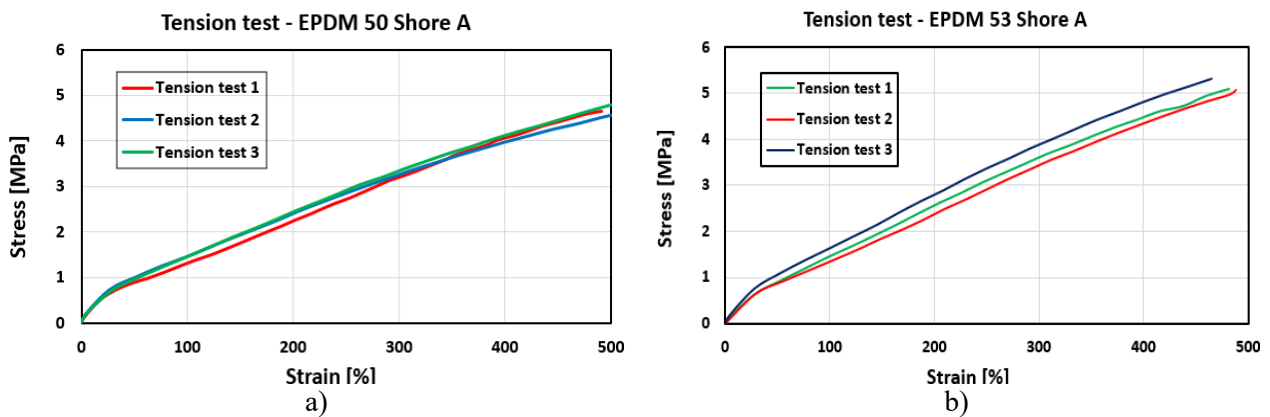 Tension test - EPDM 50 Shore A
6
5
4
3
2
1
0
Stress [MPa]
Tension test 1
Tension test 2
Tension test 3
0 100 200 300 400 500
Strain [%]
a)
Tension test - EPDM 53 Shore A
6
5
4
3
2
1
0
Stress [MPa]
Tension test 1
Tension test 2
Tension test 3
0 100 200 300 400 500
Strain [%]
b)